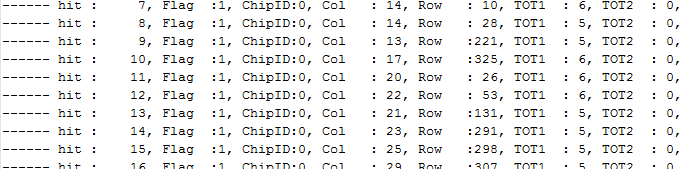 ------ hit :     7, Flag  :1, ChipID:0, Col   : 14, Row   : 10, TOT1  : 6, TOT2  : 0,
------ hit :     8, Flag  :1, ChipID:0, Col   : 14, Row   : 28, TOT1  : 5, TOT2  : 0,
------ hit :     9, Flag  :1, ChipID:0, Col   : 13, Row   :221, TOT1  : 5, TOT2  : 0,
------ hit :    10, Flag  :1, ChipID:0, Col   : 17, Row   :325, TOT1  : 6, TOT2  : 0,
------ hit :    11, Flag  :1, ChipID:0, Col   : 20, Row   : 26, TOT1  : 6, TOT2  : 0,
------ hit :    12, Flag  :1, ChipID:0, Col   : 22, Row   : 53, TOT1  : 6, TOT2  : 0,
------ hit :    13, Flag  :1, ChipID:0, Col   : 21, Row   :131, TOT1  : 5, TOT2  : 0,
------ hit :    14, Flag  :1, ChipID:0, Col   : 23, Row   :291, TOT1  : 5, TOT2  : 0,
------ hit :    15, Flag  :1, ChipID:0, Col   : 25, Row   :298, TOT1  : 5, TOT2  : 0,
------ hit :    16, Flag  :1, ChipID:0, Col   : 29, Row   :307, TOT1  : 5, TOT2  : 0,